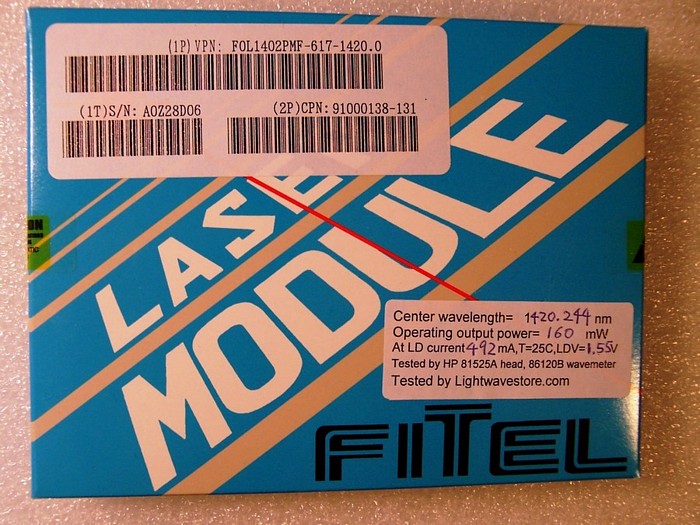 (1P)VPN: FOL1402PMF-617-1420.0
(1T)S/N: A0Z28D06
(2P)CPN: 91000138-131
LASER
MODULE
Center wavelength= 1420.244 nm
Operating output power= 160 mW
At LD current 492 mA,T=25C,LDV=1.55V
Tested by HP 81525A head, 86120B wavemeter
Tested by Lightwavestore.com
FITEL